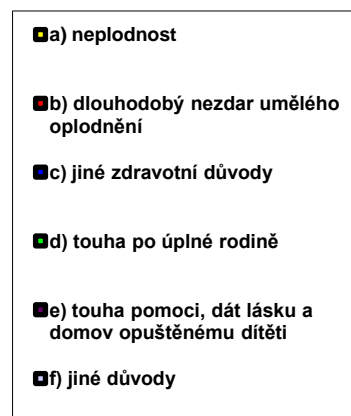 a) neplodnost
b) dlouhodobý nezdar umělého
oplodnění
c) jiné zdravotní důvody
d) touha po úplné rodině
e) touha pomoci, dát lásku a
domov opuštěnému dítěti
f) jiné důvody